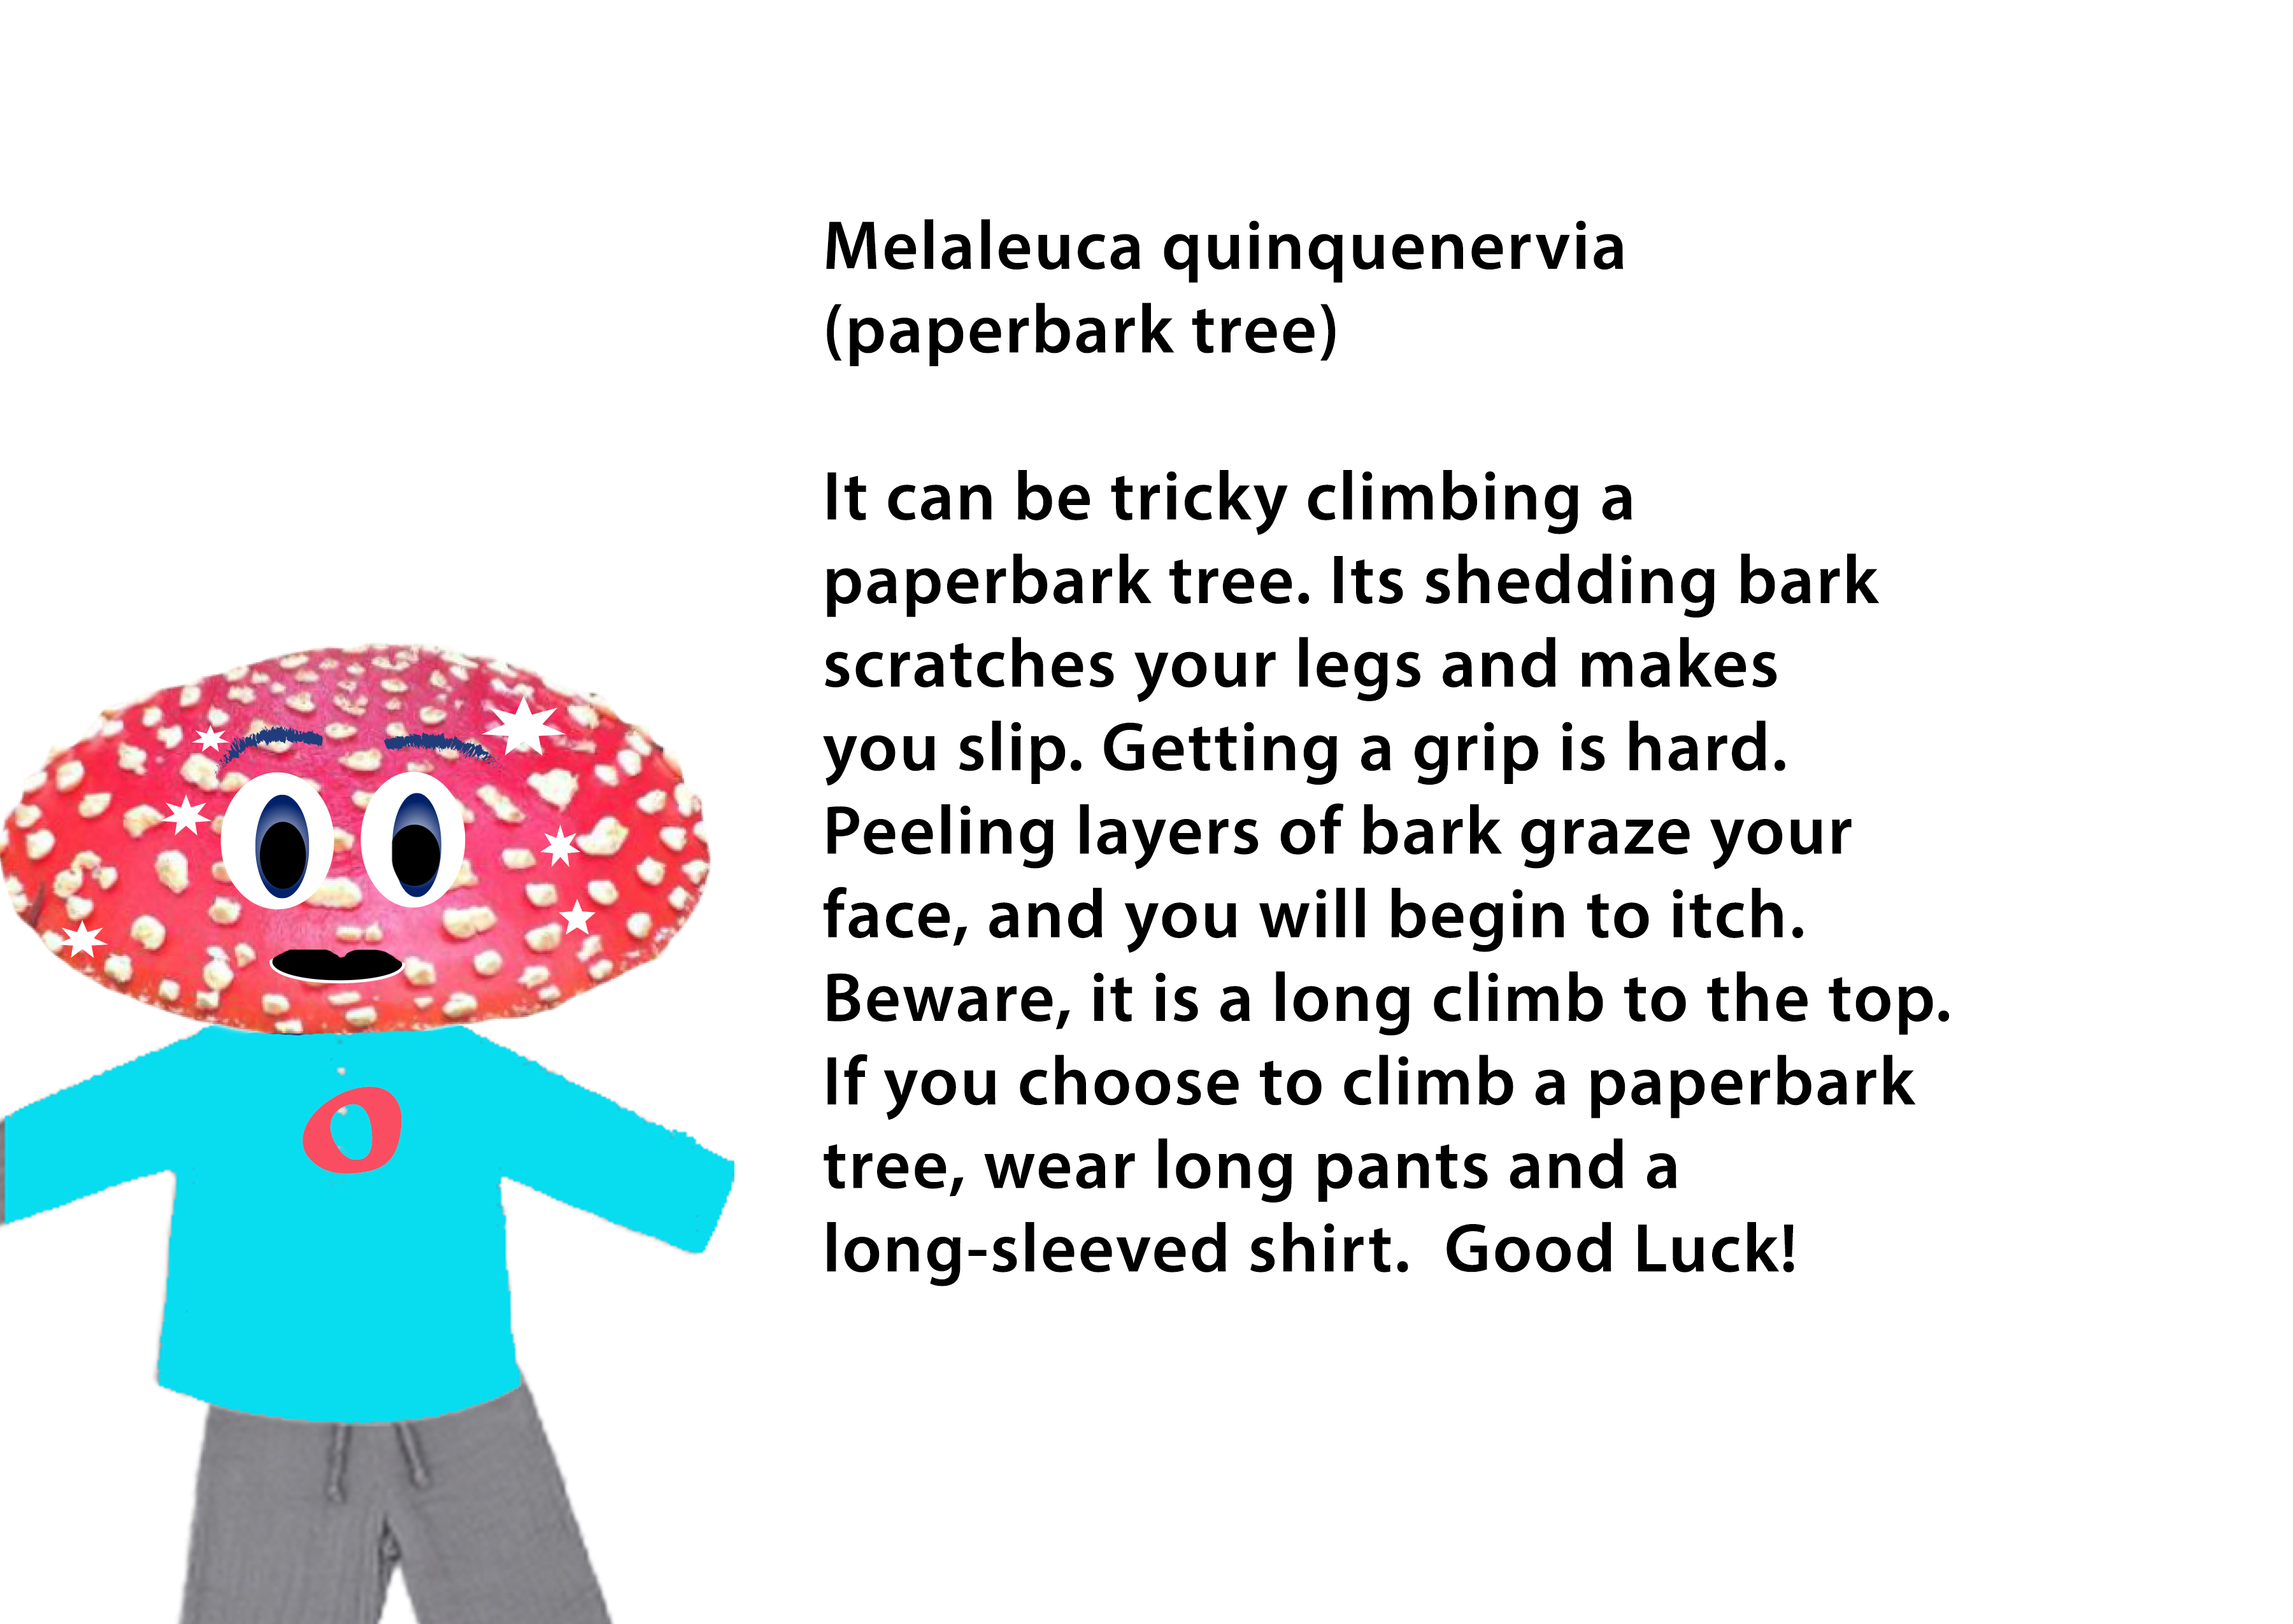 Melaleuca quinquenervia
(paperbark tree)
It can be tricky climbing a
paperbark tree. Its shedding bark
scratches your legs and makes
you slip. Getting a grip is hard.
Peeling layers of bark graze your
face, and you will begin to itch.
Beware, it is a long climb to the top.
If you choose to climb a paperbark
tree, wear long pants and a
long-sleeved shirt.  Good Luck!
O